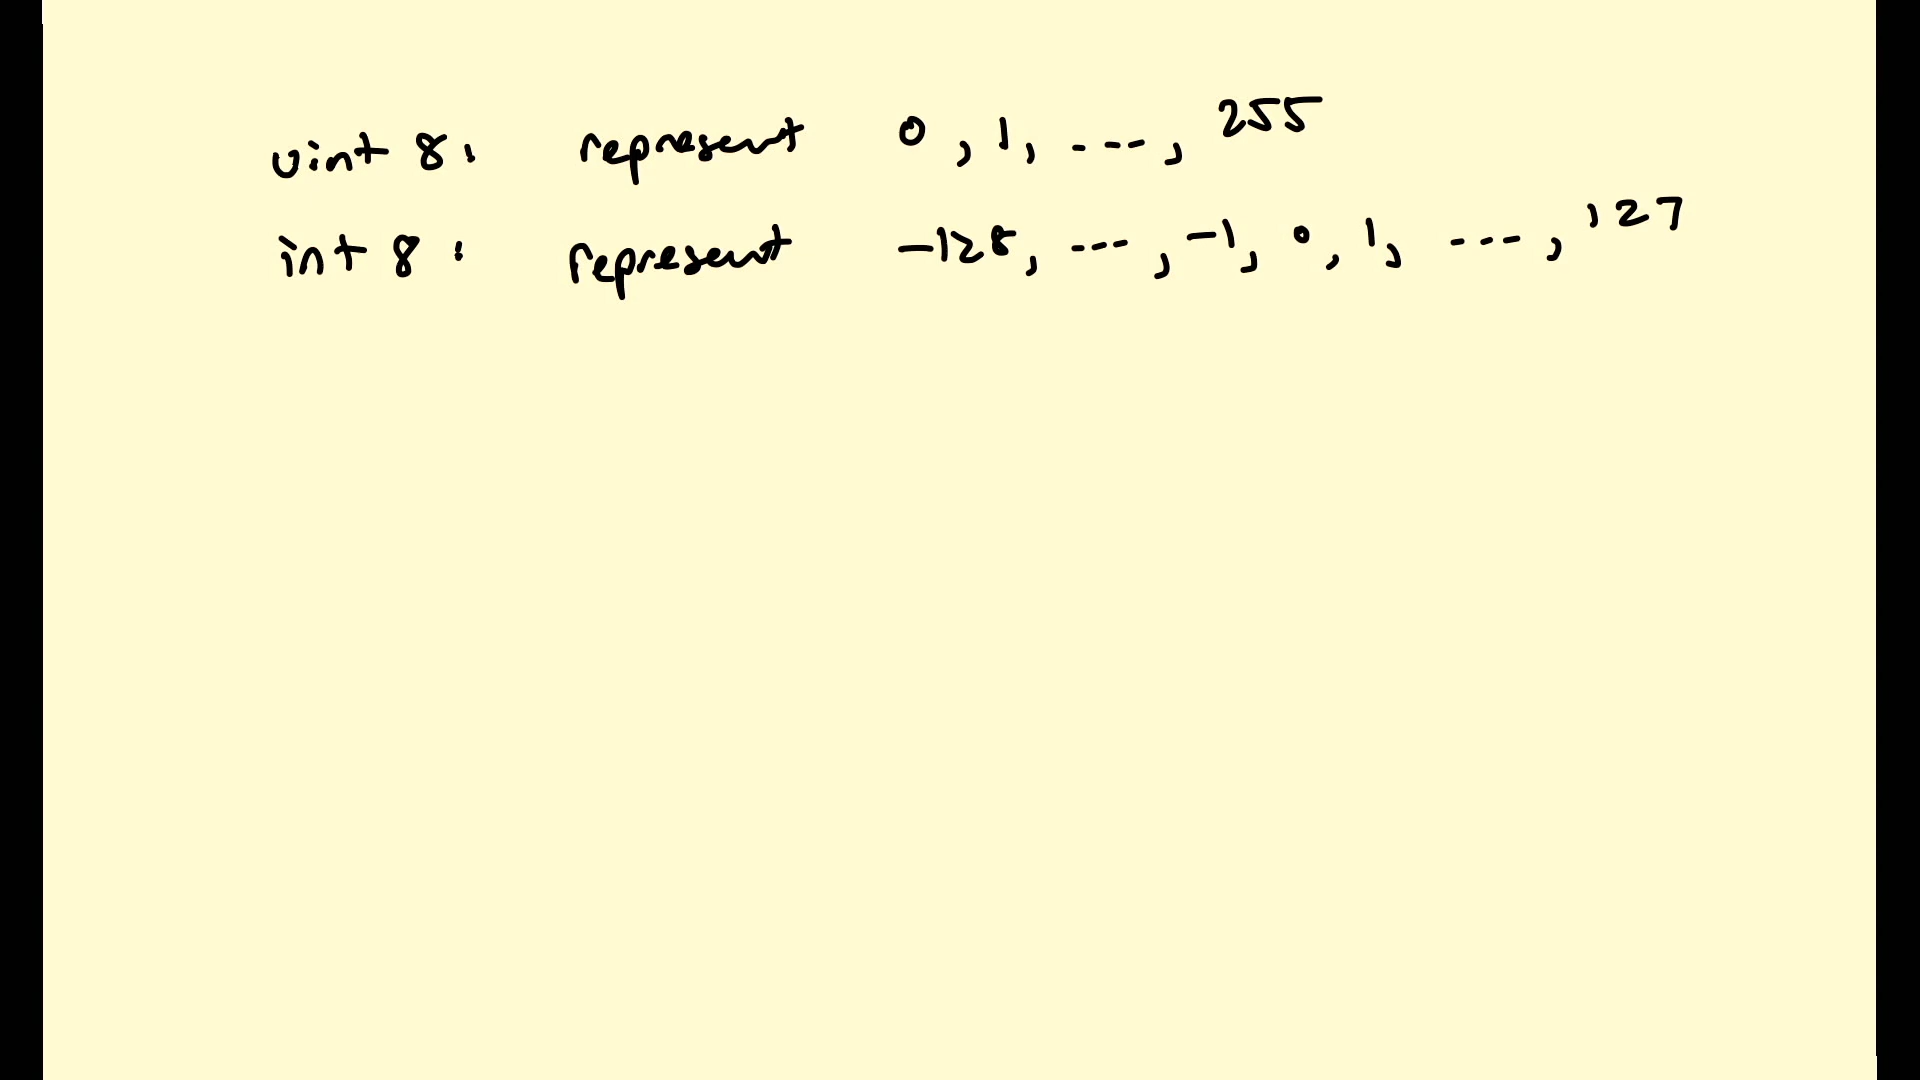 uint 8: represent 0, 1, ---, 255
int 8: represent -128, ---, -1, 0, 1, ---, 127